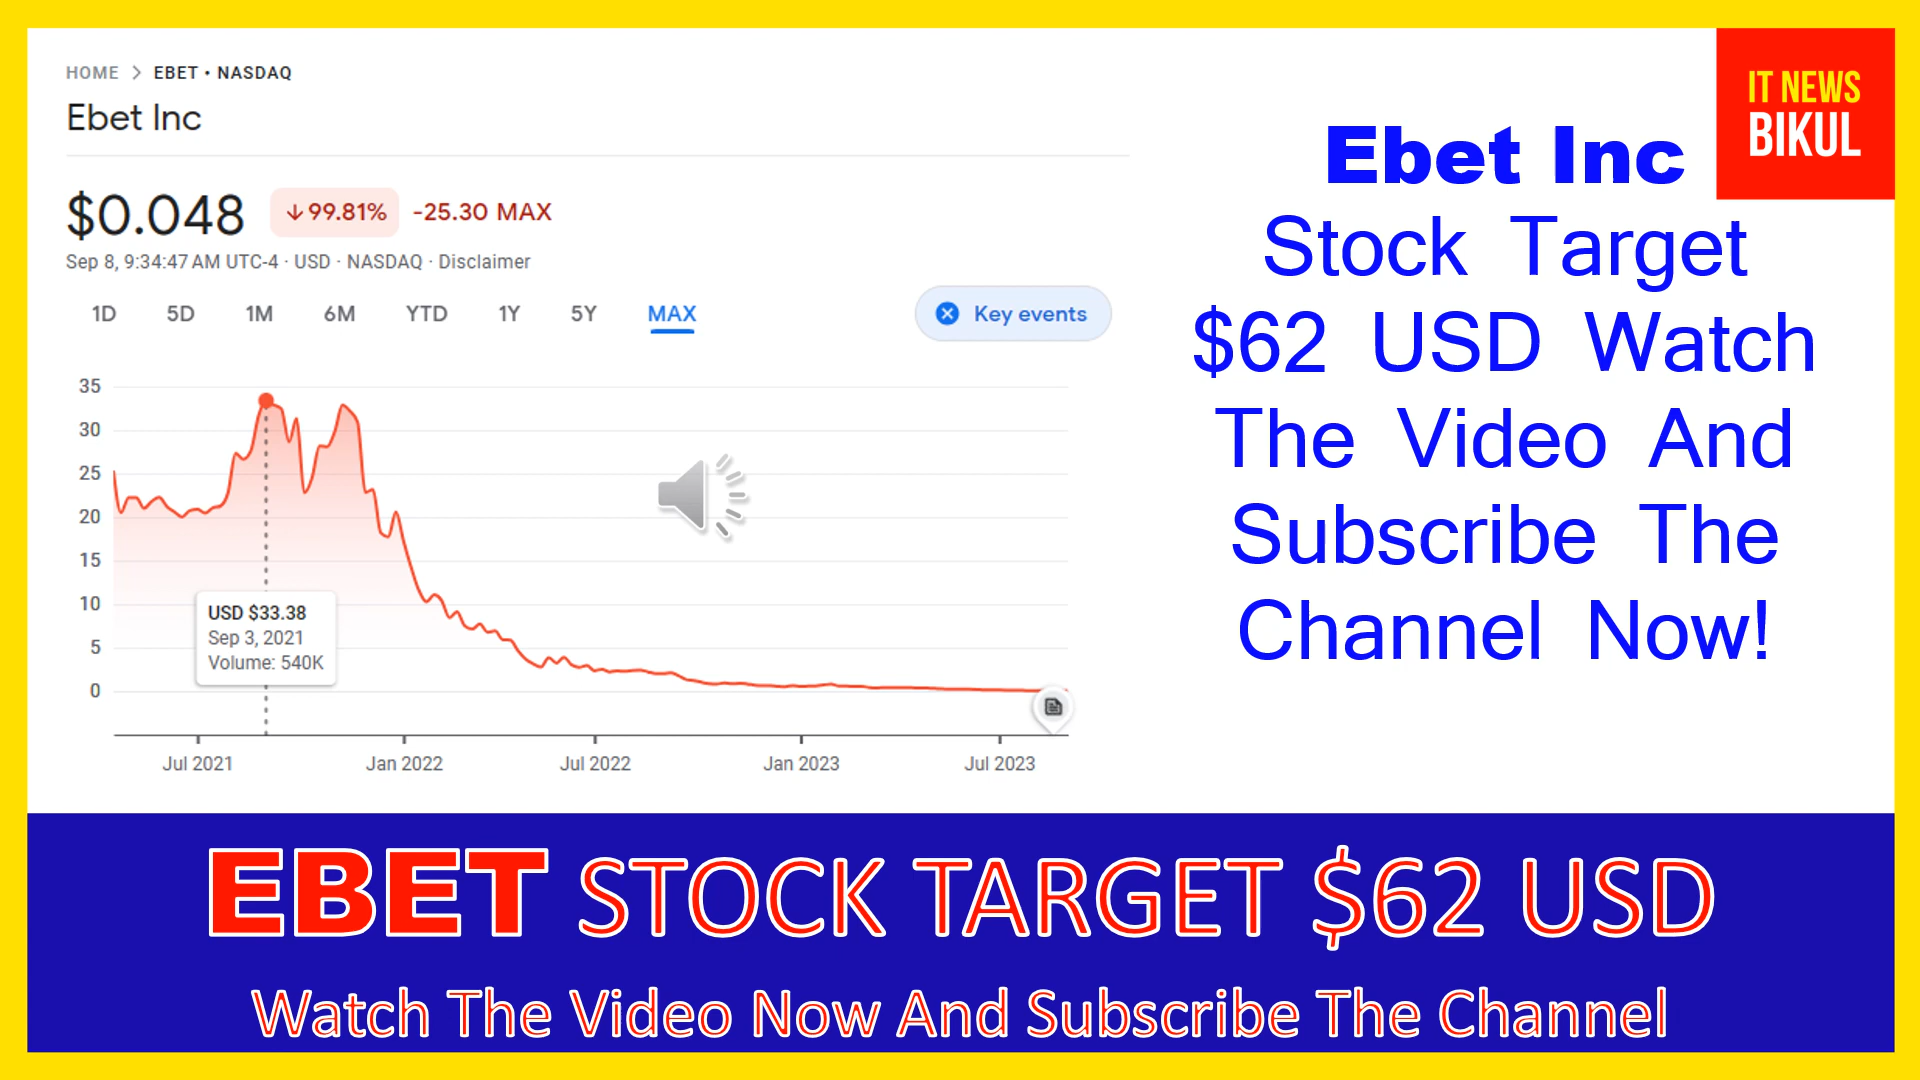 HOME > EBET • NASDAQ
Ebet Inc
$0.048 ↓99.81% -25.30 MAX
Sep 8, 9:34:47 AM UTC-4 · USD · NASDAQ · Disclaimer
1D 5D 1M 6M YTD 1Y 5Y MAX
Key events
35
30
25
20
15
10
5
0
USD $33.38
Sep 3, 2021
Volume: 540K
Jul 2021 Jan 2022 Jul 2022 Jan 2023 Jul 2023
IT NEWS
BIKUL
Ebet Inc
Stock Target
$62 USD Watch
The Video And
Subscribe The
Channel Now!
EBET STOCK TARGET $62 USD
Watch The Video Now And Subscribe The Channel